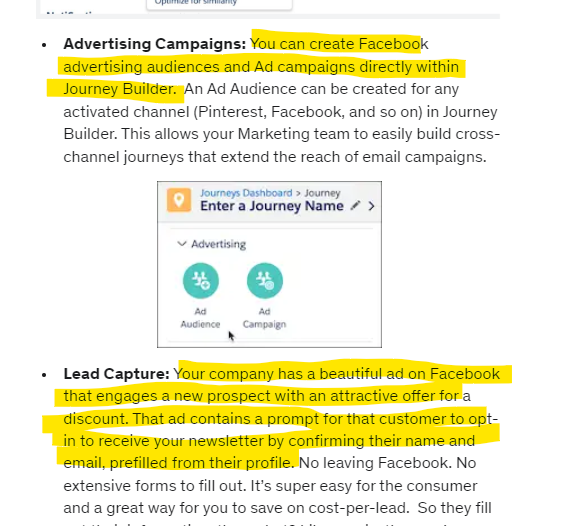 Optimize for similarity
• Advertising Campaigns: You can create Facebook
advertising audiences and Ad campaigns directly within
Journey Builder. An Ad Audience can be created for any
activated channel (Pinterest, Facebook, and so on) in Journey
Builder. This allows your Marketing team to easily build cross-
channel journeys that extend the reach of email campaigns.
Journeys Dashboard > Journey
Enter a Journey Name
Advertising
Ad
Audience
Ad
Campaign
• Lead Capture: Your company has a beautiful ad on Facebook
that engages a new prospect with an attractive offer for a
discount. That ad contains a prompt for that customer to opt-
in to receive your newsletter by confirming their name and
email, prefilled from their profile. No leaving Facebook. No
extensive forms to fill out. It’s super easy for the consumer
and a great way for you to save on cost-per-lead. So they fill